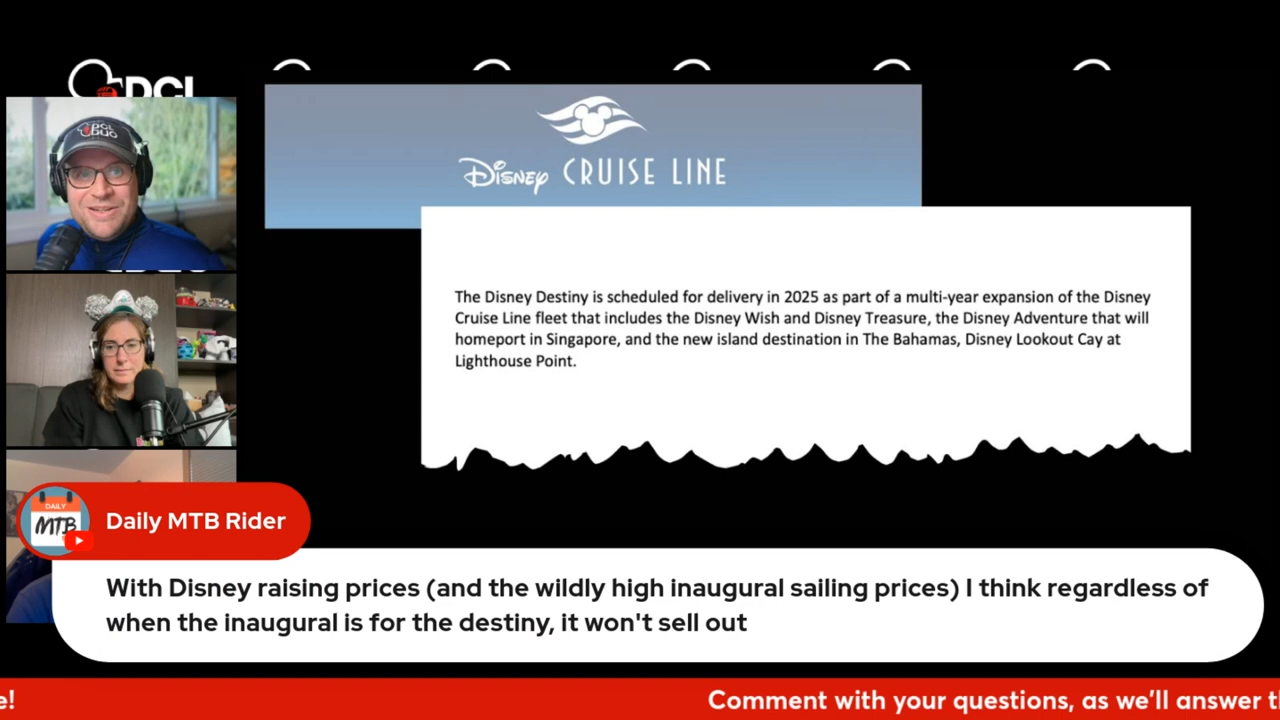 DCL
DCL
DUO
Disney CRUISE LINE
The Disney Destiny is scheduled for delivery in 2025 as part of a multi-year expansion of the Disney
Cruise Line fleet that includes the Disney Wish and Disney Treasure, the Disney Adventure that will
homeport in Singapore, and the new island destination in The Bahamas, Disney Lookout Cay at
Lighthouse Point.
DAILY
MTB
Daily MTB Rider
With Disney raising prices (and the wildly high inaugural sailing prices) I think regardless of
when the inaugural is for the destiny, it won't sell out
e!
Comment with your questions, as we'll answer